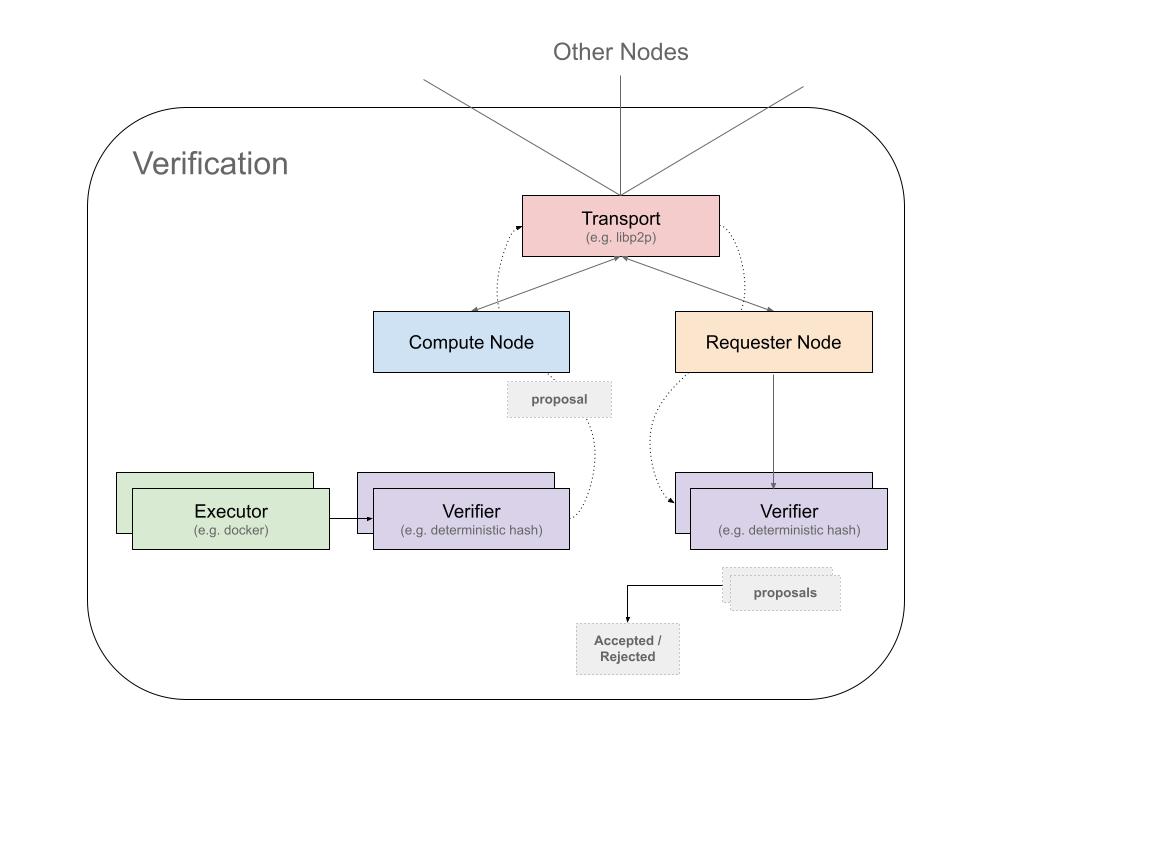 Other Nodes
Verification
Transport
(e.g. libp2p)
Compute Node
Requester Node
proposal
Executor
(e.g. docker)
Verifier
(e.g. deterministic hash)
Verifier
(e.g. deterministic hash)
proposals
Accepted /
Rejected